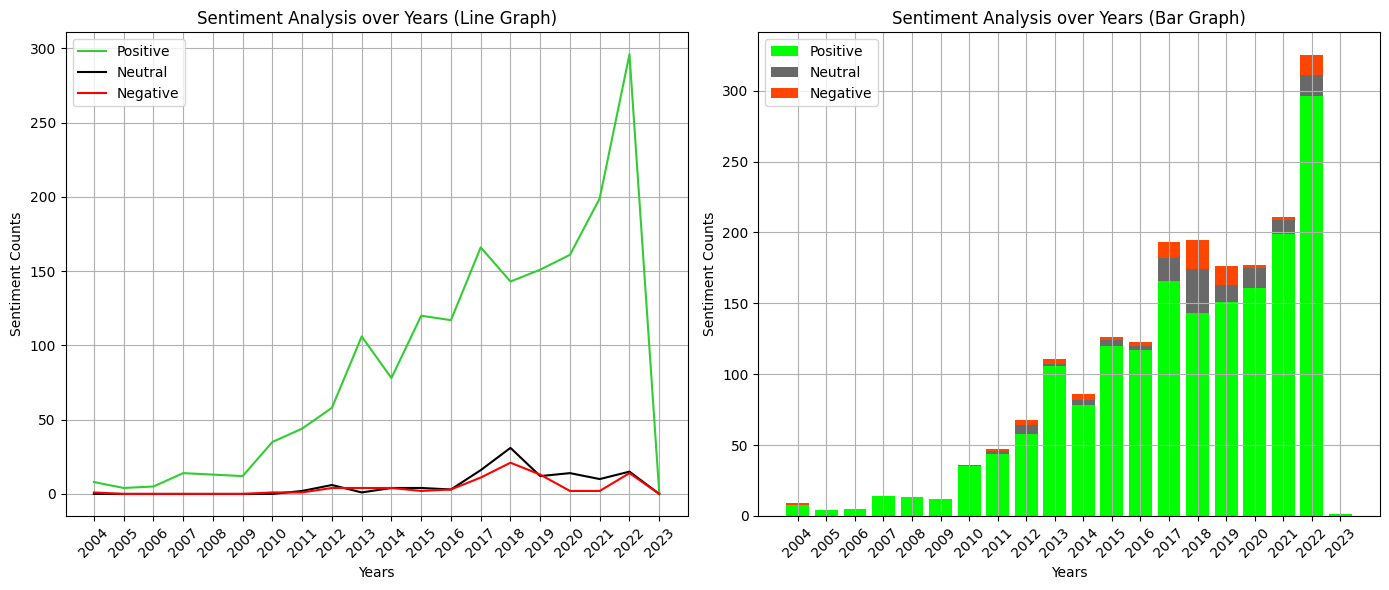 Sentiment Analysis over Years (Line Graph)
Positive
Neutral
Negative
300
250
200
150
100
50
0
Sentiment Counts
2004 2005 2006 2007 2008 2009 2010 2011 2012 2013 2014 2015 2016 2017 2018 2019 2020 2021 2022 2023
Years
Sentiment Analysis over Years (Bar Graph)
Positive
Neutral
Negative
300
250
200
150
100
50
0
Sentiment Counts
2004 2005 2006 2007 2008 2009 2010 2011 2012 2013 2014 2015 2016 2017 2018 2019 2020 2021 2022 2023
Years